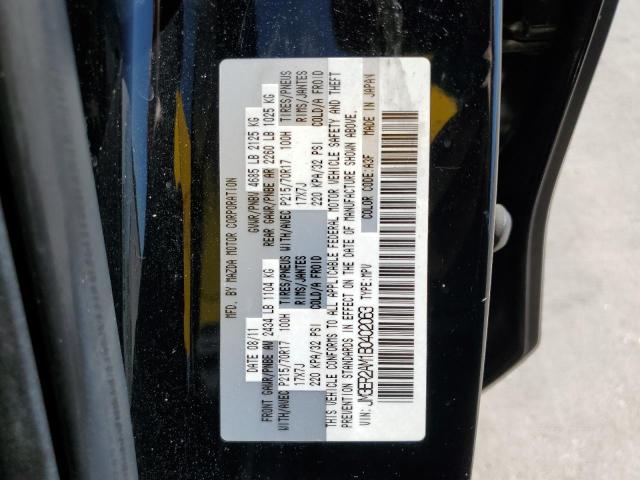 MFD. BY MAZDA MOTOR CORPORATION
DATE 08/11 GVWR/PNBV 4685 LB 2125 KG
FRONT GAWR/PNBE AV 2434 LB 1104 KG REAR GAWR/PNBE AR 2260 LB 1025 KG
WITH/AVEC P215/70R17 100H TIRES/PNEUS WITH/AVEC P215/70R17 100H TIRES/PNEUS
17X7J RIMS/JANTES 17X7J RIMS/JANTES
220 KPA/32 PSI COLD/A FROID 220 KPA/32 PSI COLD/A FROID
THIS VEHICLE CONFORMS TO ALL APPLICABLE FEDERAL MOTOR VEHICLE SAFETY AND THEFT
PREVENTION STANDARDS IN EFFECT ON THE DATE OF MANUFACTURE SHOWN ABOVE.
VIN: JM3ER2AM1B0402063 TYPE:MPV COLOR CODE:A3F MADE IN JAPAN